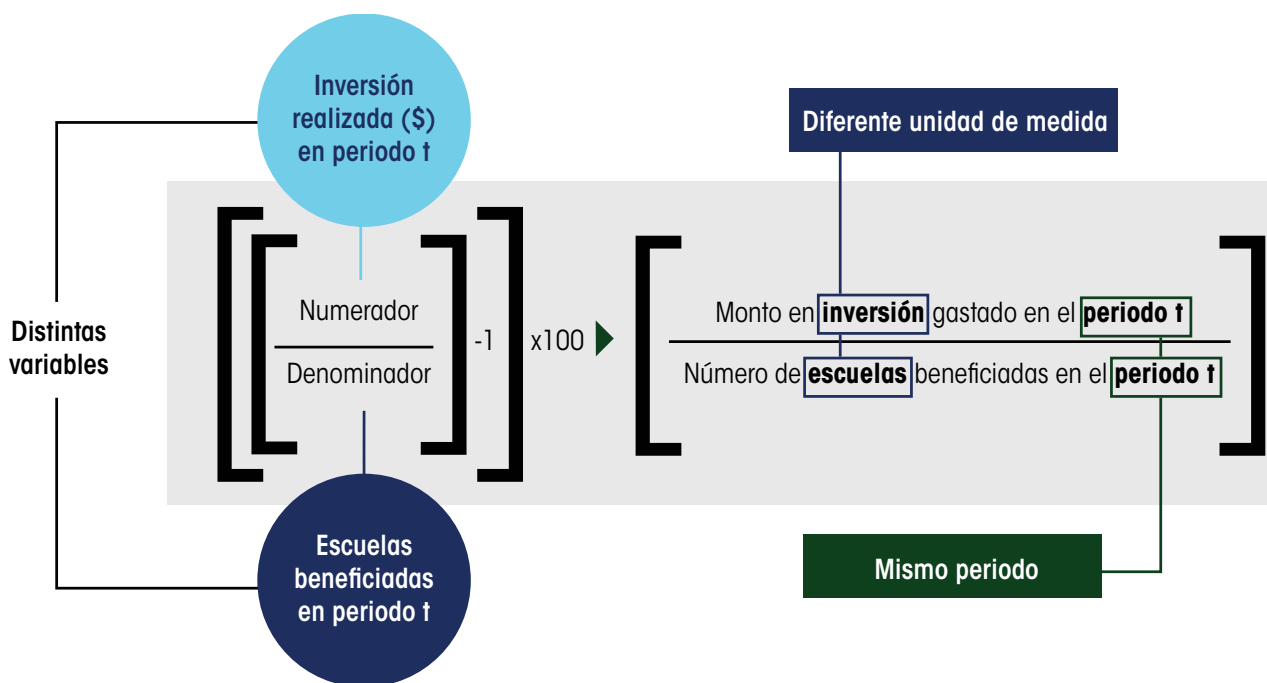 Inversión
realizada ($)
en periodo t
Diferente unidad de medida
Distintas
variables
Numerador
Denominador
-1
x100
Monto en inversión gastado en el periodo t
Número de escuelas beneficiadas en el periodo t
Escuelas
beneficiadas
en periodo t
Mismo periodo